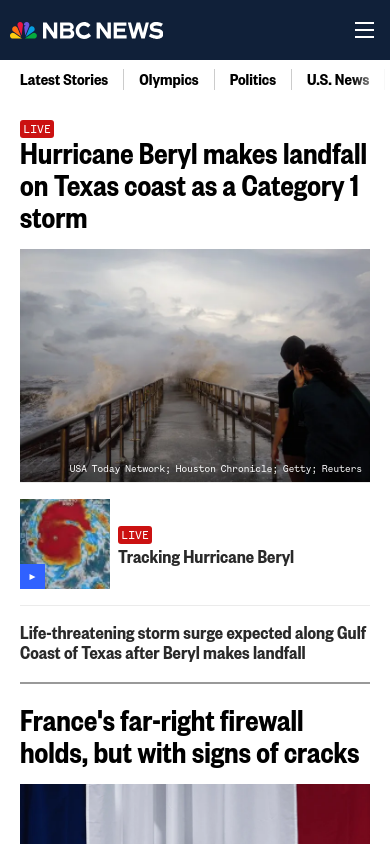 NBC NEWS
Latest Stories
Olympics
Politics
U.S. News
LIVE
Hurricane Beryl makes landfall
on Texas coast as a Category 1
storm
USA Today Network; Houston Chronicle; Getty; Reuters
LIVE
Tracking Hurricane Beryl
Life-threatening storm surge expected along Gulf
Coast of Texas after Beryl makes landfall
France's far-right firewall
holds, but with signs of cracks